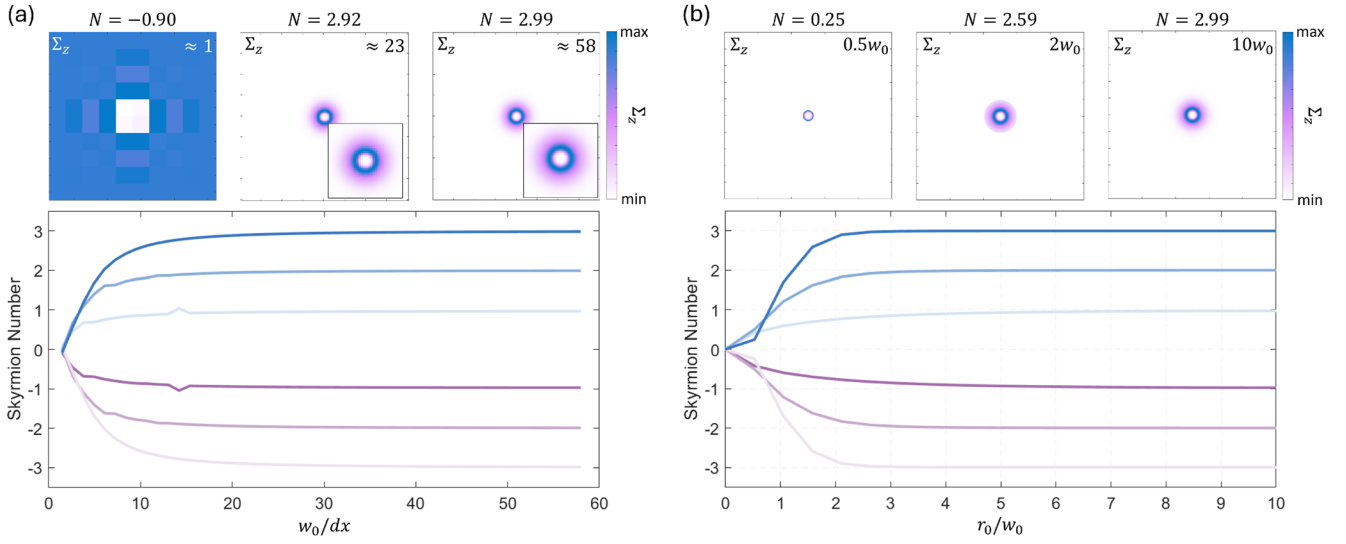 (a)
N = −0.90
N = 2.92
N = 2.99
Σz
≈ 1
Σz
≈ 23
Σz
≈ 58
max
Σz
min
3
2
1
0
-1
-2
-3
Skyrmion Number
0
10
20
30
40
50
60
w0/dx
(b)
N = 0.25
N = 2.59
N = 2.99
Σz
0.5w0
Σz
2w0
Σz
10w0
max
Σz
min
3
2
1
0
-1
-2
-3
Skyrmion Number
0
1
2
3
4
5
6
7
8
9
10
r0/w0